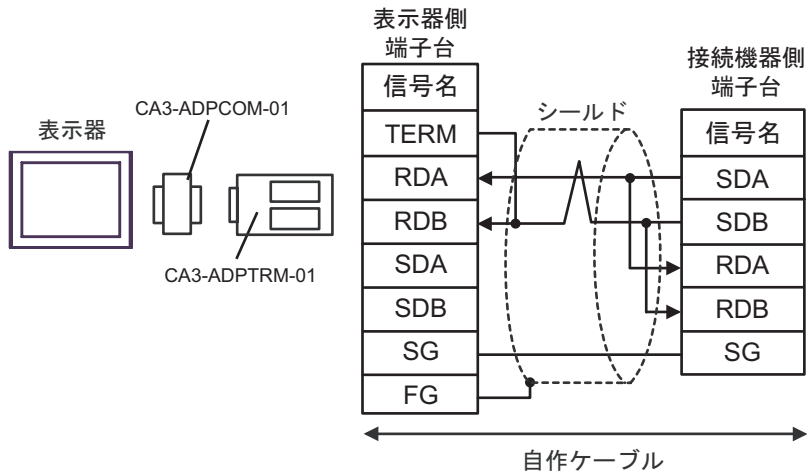 表示器
CA3-ADPCOM-01
CA3-ADPTRM-01
表示器側
端子台
信号名
TERM
RDA
RDB
SDA
SDB
SG
FG
シールド
接続機器側
端子台
信号名
SDA
SDB
RDA
RDB
SG
自作ケーブル